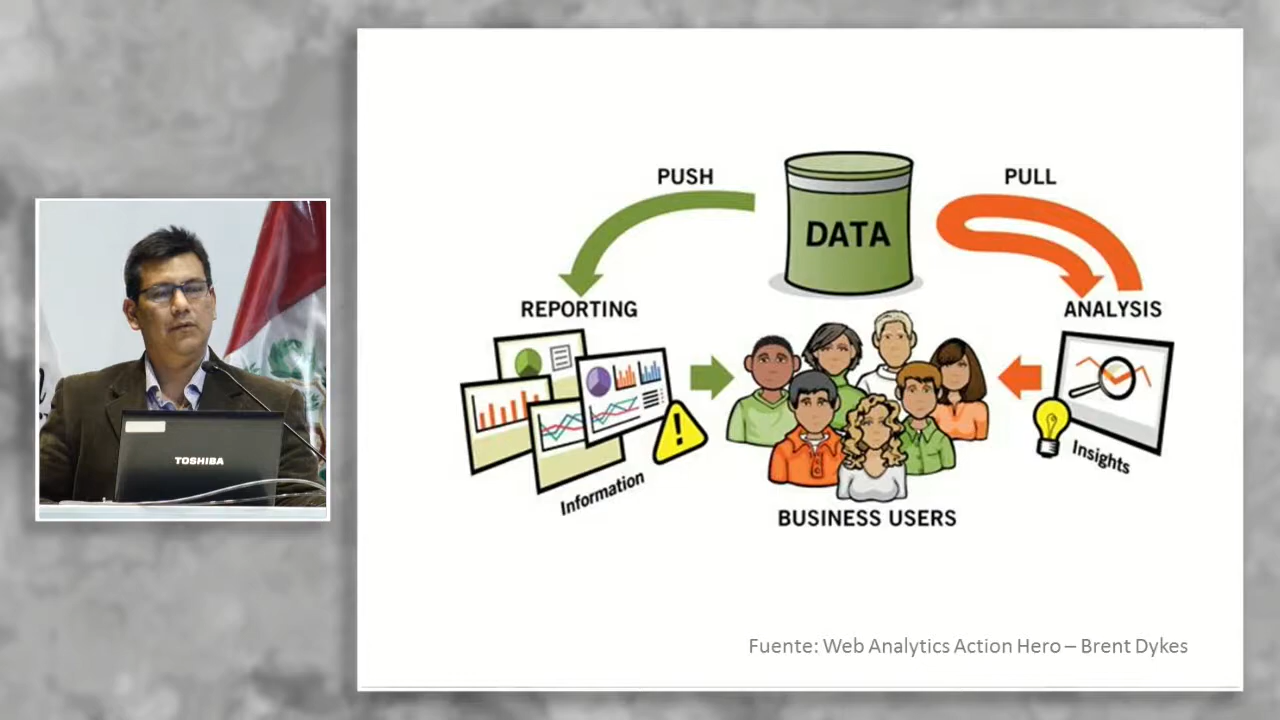 PUSH
PULL
DATA
REPORTING
ANALYSIS
Information
Insights
BUSINESS USERS
TOSHIBA
Fuente: Web Analytics Action Hero – Brent Dykes